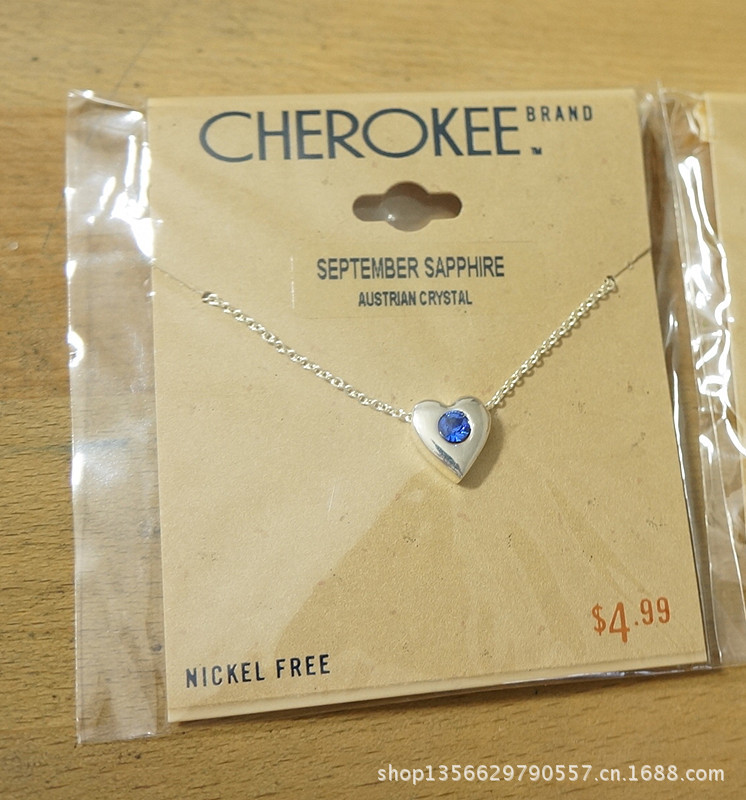 CHEROKEE BRAND ™
SEPTEMBER SAPPHIRE
AUSTRIAN CRYSTAL
$4.99
NICKEL FREE
shop1356629790557.cn.1688.com